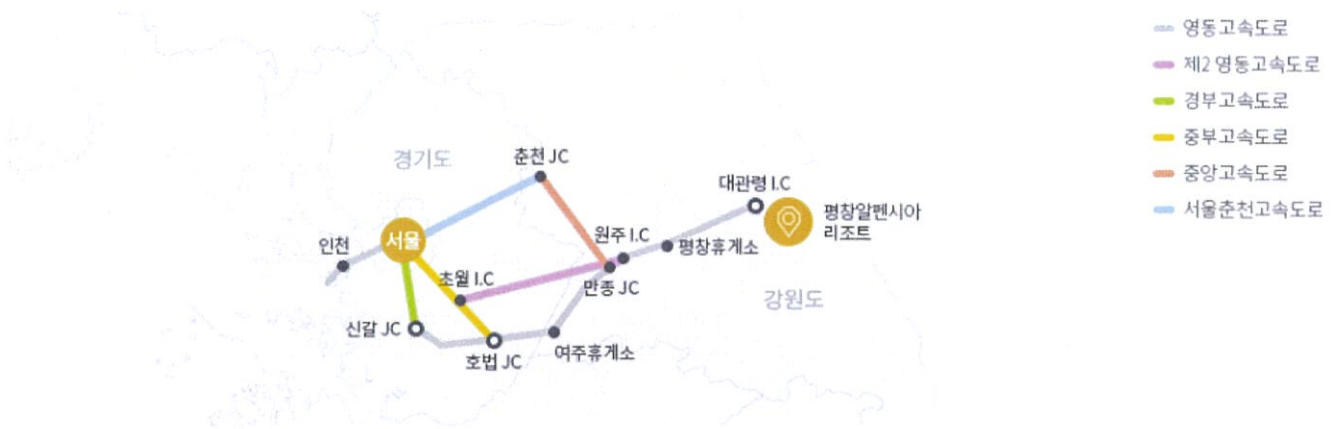 영동고속도로
제2 영동고속도로
경부고속도로
중부고속도로
중앙고속도로
서울춘천고속도로
경기도
춘천 JC
대관령 I.C
평창알펜시아
리조트
서울
인천
원주 I.C
평창휴게소
초월 I.C
만종 JC
강원도
신갈 JC
호법 JC
여주휴게소